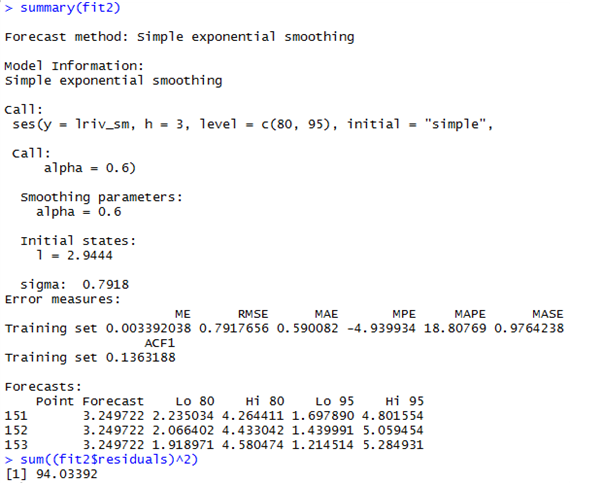 > summary(fit2)
Forecast method: Simple exponential smoothing
Model Information:
Simple exponential smoothing
Call:
ses(y = lriv_sm, h = 3, level = c(80, 95), initial = "simple",
Call:
alpha = 0.6)
Smoothing parameters:
alpha = 0.6
Initial states:
l = 2.9444
sigma: 0.7918
Error measures:
ME RMSE MAE MPE MAPE MASE
Training set 0.003392038 0.7917656 0.590082 -4.939934 18.80769 0.9764238
ACF1
Training set 0.1363188
Forecasts:
Point Forecast Lo 80 Hi 80 Lo 95 Hi 95
151 3.249722 2.235034 4.264411 1.697890 4.801554
152 3.249722 2.066402 4.433042 1.439991 5.059454
153 3.249722 1.918971 4.580474 1.214514 5.284931
> sum((fit2$residuals)^2)
[1] 94.03392